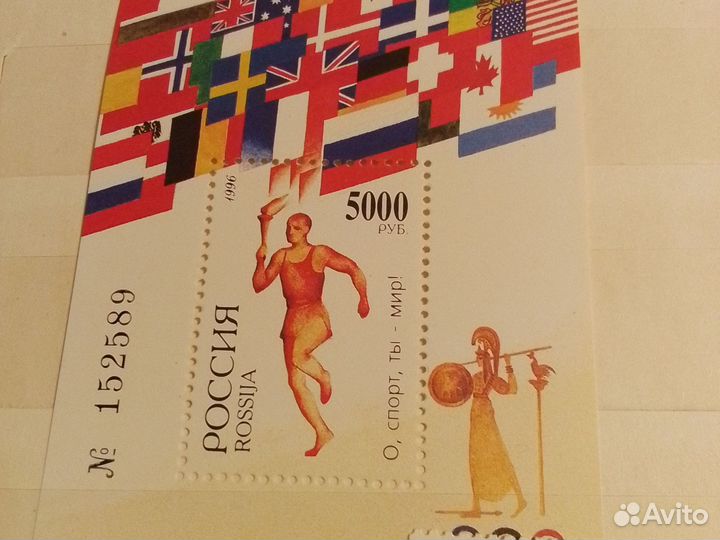 1996
5000
РУБ.
РОССИЯ
ROSSIJA
О, спорт, ты - мир!
№ 152589
Avito